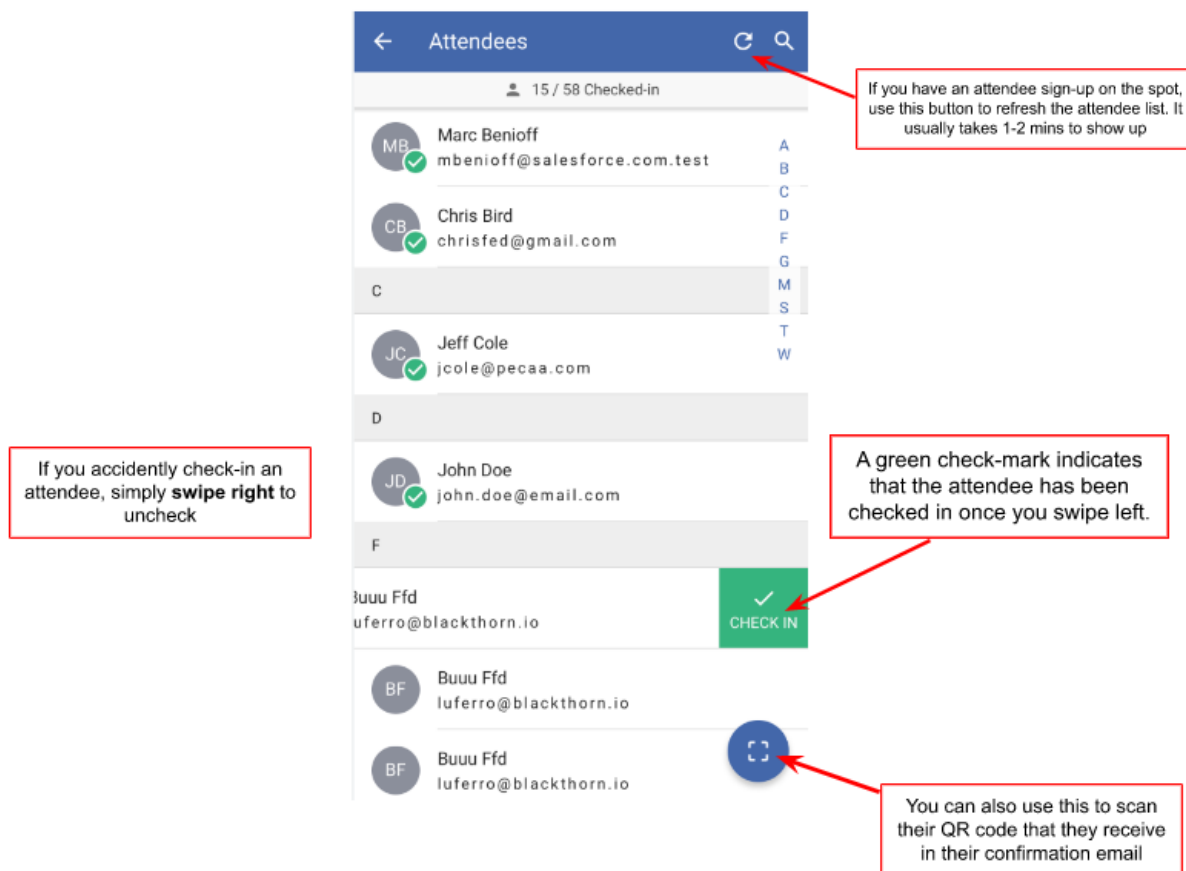 Attendees
15 / 58 Checked-in
If you have an attendee sign-up on the spot,
use this button to refresh the attendee list. It
usually takes 1-2 mins to show up
MB
Marc Benioff
mbenioff@salesforce.com.test
CB
Chris Bird
chrisfed@gmail.com
C
JC
Jeff Cole
jcole@pecaa.com
D
JD
John Doe
john.doe@email.com
F
Buuu Ffd
uferro@blackthorn.io
CHECK IN
BF
Buuu Ffd
luferro@blackthorn.io
BF
Buuu Ffd
luferro@blackthorn.io
A
B
C
D
F
G
M
S
T
W
If you accidently check-in an
attendee, simply swipe right to
uncheck
A green check-mark indicates
that the attendee has been
checked in once you swipe left.
You can also use this to scan
their QR code that they receive
in their confirmation email